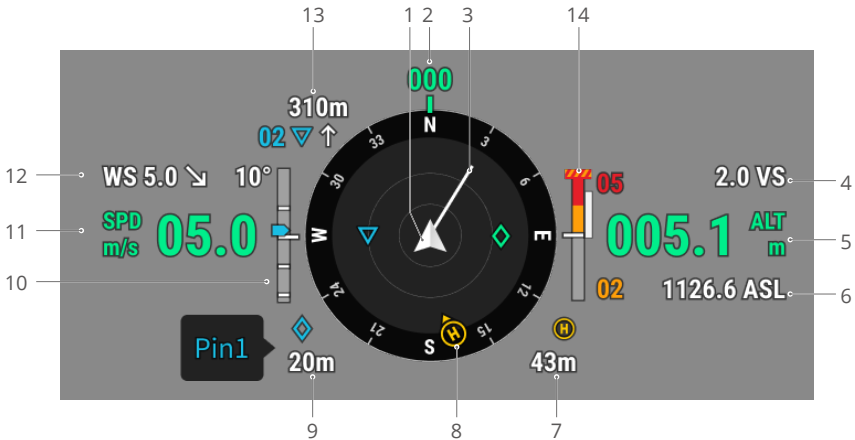 13 1 2 3 14
000
310m
02
N
33
3
30
6
12 WS 5.0 10° 05 2.0 VS 4
11 SPD
m/s 05.0 W E 005.1 ALT
m 5
10 24 12 02 1126.6 ASL 6
21 S H 15 H
Pin1
20m 43m
9 8 7